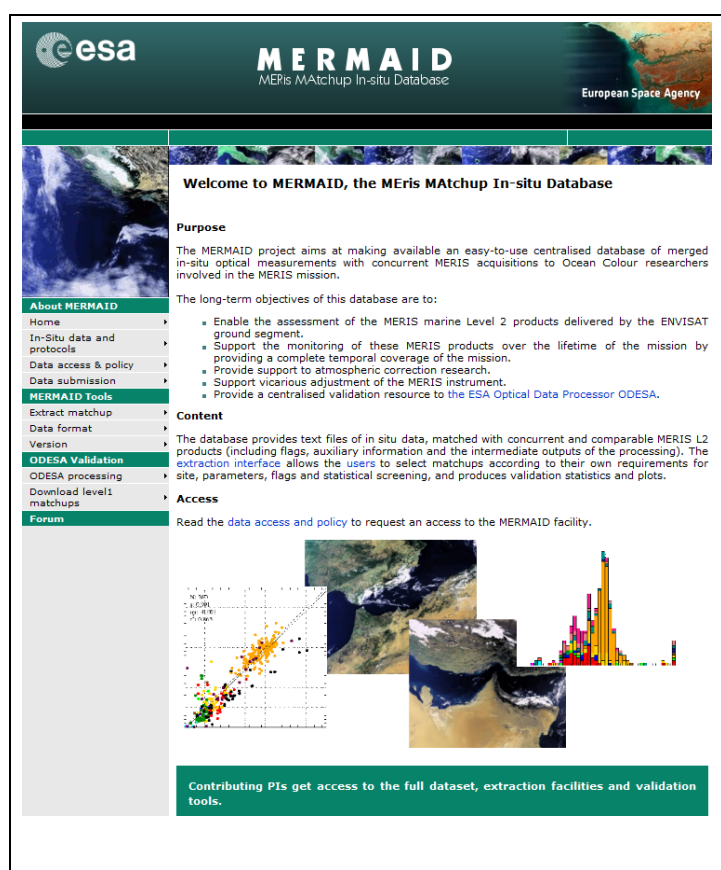 esa
MERMAID
MERis MAtchup In-situ Database
European Space Agency
Welcome to MERMAID, the MEris MAtchup In-situ Database
Purpose
The MERMAID project aims at making available an easy-to-use centralised database of merged
in-situ optical measurements with concurrent MERIS acquisitions to Ocean Colour researchers
involved in the MERIS mission.
The long-term objectives of this database are to:
Enable the assessment of the MERIS marine Level 2 products delivered by the ENVISAT
ground segment.
Support the monitoring of these MERIS products over the lifetime of the mission by
providing a complete temporal coverage of the mission.
Provide support to atmospheric correction research.
Support vicarious adjustment of the MERIS instrument.
Provide a centralised validation resource to the ESA Optical Data Processor ODESA.
Content
The database provides text files of in situ data, matched with concurrent and comparable MERIS L2
products (including flags, auxiliary information and the intermediate outputs of the processing). The
extraction interface allows the users to select matchups according to their own requirements for
site, parameters, flags and statistical screening, and produces validation statistics and plots.
Access
Read the data access and policy to request an access to the MERMAID facility.
Contributing PIs get access to the full dataset, extraction facilities and validation
tools.
About MERMAID
Home
In-Situ data and
protocols
Data access & policy
Data submission
MERMAID Tools
Extract matchup
Data format
Version
ODESA Validation
ODESA processing
Download level1
matchups
Forum